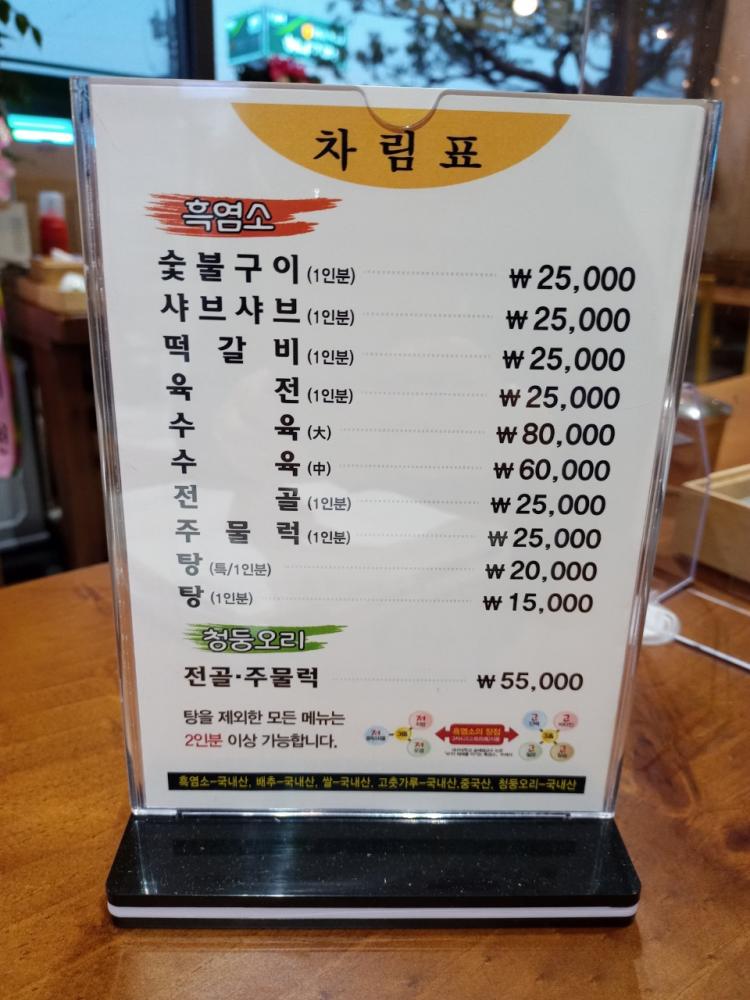 차림표
흑염소
숯불구이(1인분) ₩25,000
샤브샤브(1인분) ₩25,000
떡갈비(1인분) ₩25,000
육전(1인분) ₩25,000
수육(大) ₩80,000
수육(中) ₩60,000
전골(1인분) ₩25,000
주물럭(1인분) ₩25,000
탕(특/1인분) ₩20,000
탕(1인분) ₩15,000
청둥오리
전골·주물럭 ₩55,000
탕을 제외한 모든 메뉴는
2인분 이상 가능합니다.
흑염소의 장점
흑염소-국내산, 배추-국내산, 쌀-국내산, 고춧가루-국내산,중국산, 청둥오리-국내산